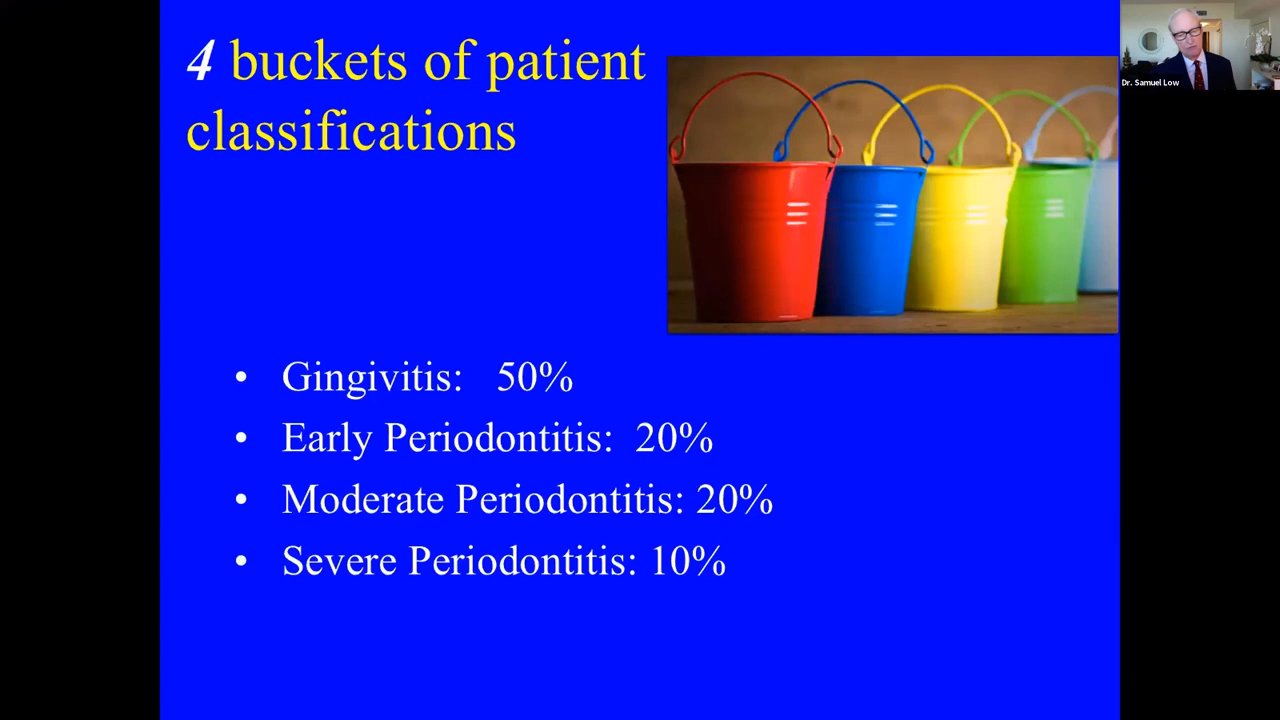 4 buckets of patient
classifications
Dr. Samuel Low
• Gingivitis: 50%
• Early Periodontitis: 20%
• Moderate Periodontitis: 20%
• Severe Periodontitis: 10%